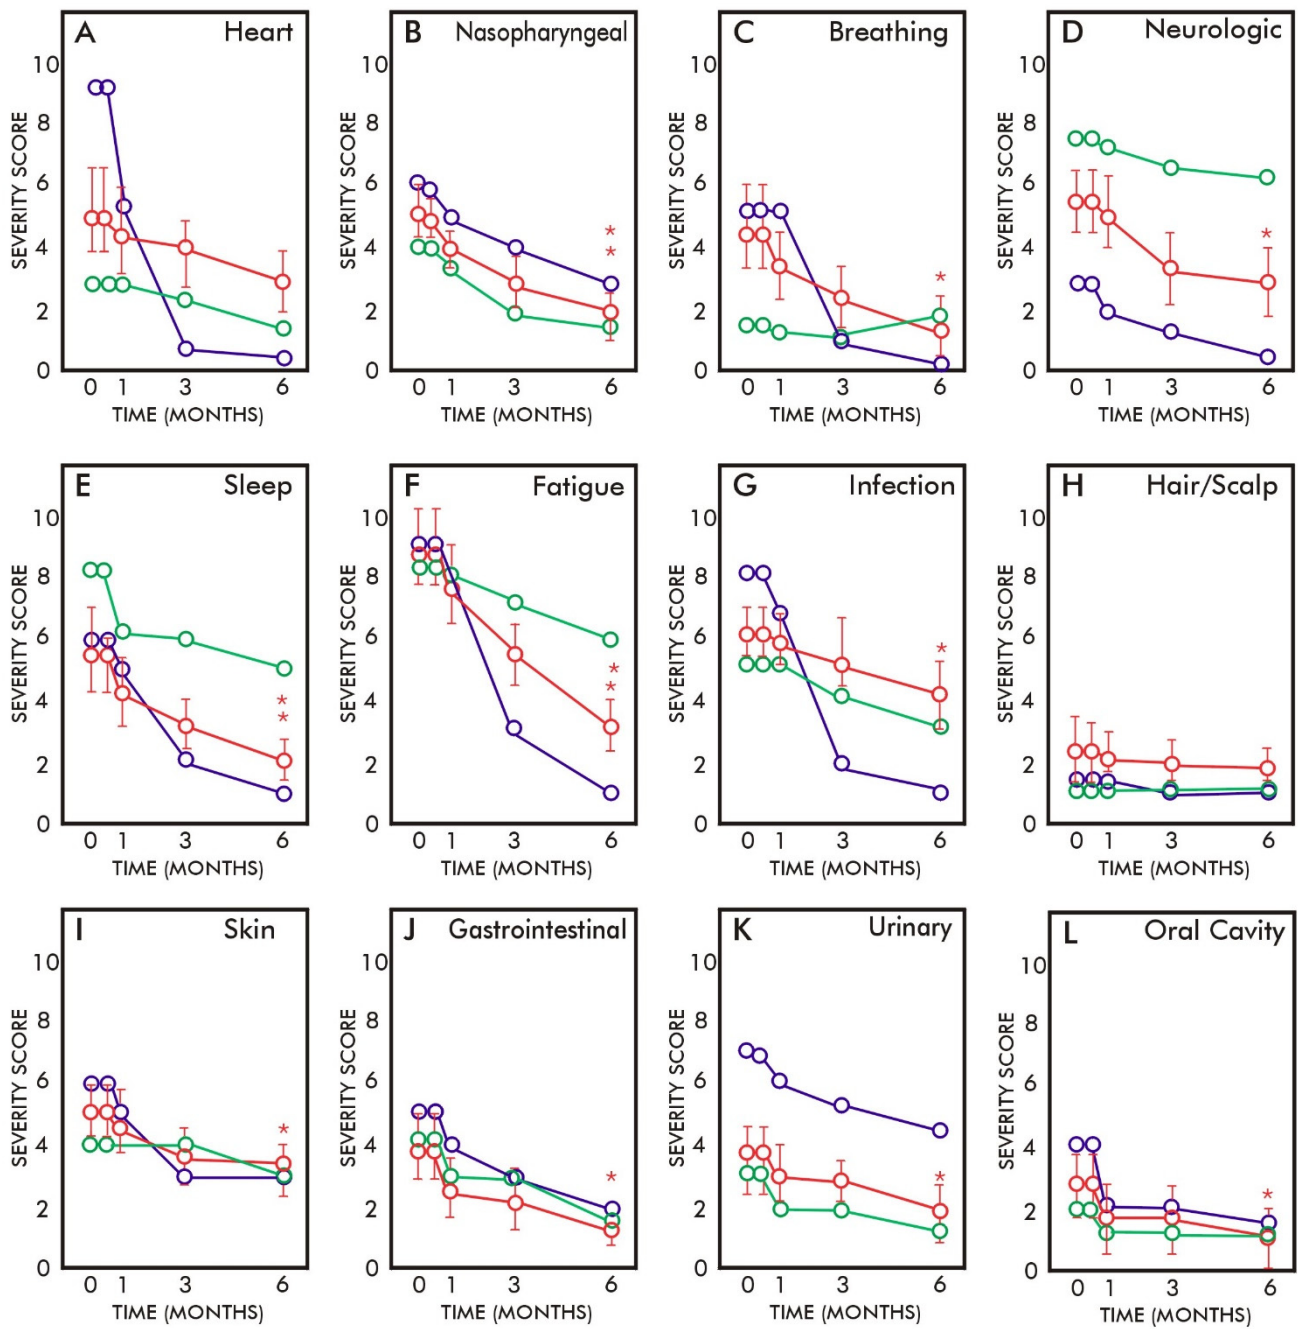 A Heart
10
8
6
4
2
0
SEVERITY SCORE
0 1 3 6
TIME (MONTHS)
B Nasopharyngeal
10
8
6
4
2
0
SEVERITY SCORE
*
*
0 1 3 6
TIME (MONTHS)
C Breathing
10
8
6
4
2
0
SEVERITY SCORE
*
0 1 3 6
TIME (MONTHS)
D Neurologic
10
8
6
4
2
0
SEVERITY SCORE
*
0 1 3 6
TIME (MONTHS)
E Sleep
10
8
6
4
2
0
SEVERITY SCORE
*
*
0 1 3 6
TIME (MONTHS)
F Fatigue
10
8
6
4
2
0
SEVERITY SCORE
*
*
0 1 3 6
TIME (MONTHS)
G Infection
10
8
6
4
2
0
SEVERITY SCORE
*
0 1 3 6
TIME (MONTHS)
H Hair/Scalp
10
8
6
4
2
0
SEVERITY SCORE
0 1 3 6
TIME (MONTHS)
I Skin
10
8
6
4
2
0
SEVERITY SCORE
*
0 1 3 6
TIME (MONTHS)
J Gastrointestinal
10
8
6
4
2
0
SEVERITY SCORE
*
0 1 3 6
TIME (MONTHS)
K Urinary
10
8
6
4
2
0
SEVERITY SCORE
*
0 1 3 6
TIME (MONTHS)
L Oral Cavity
10
8
6
4
2
0
SEVERITY SCORE
*
0 1 3 6
TIME (MONTHS)